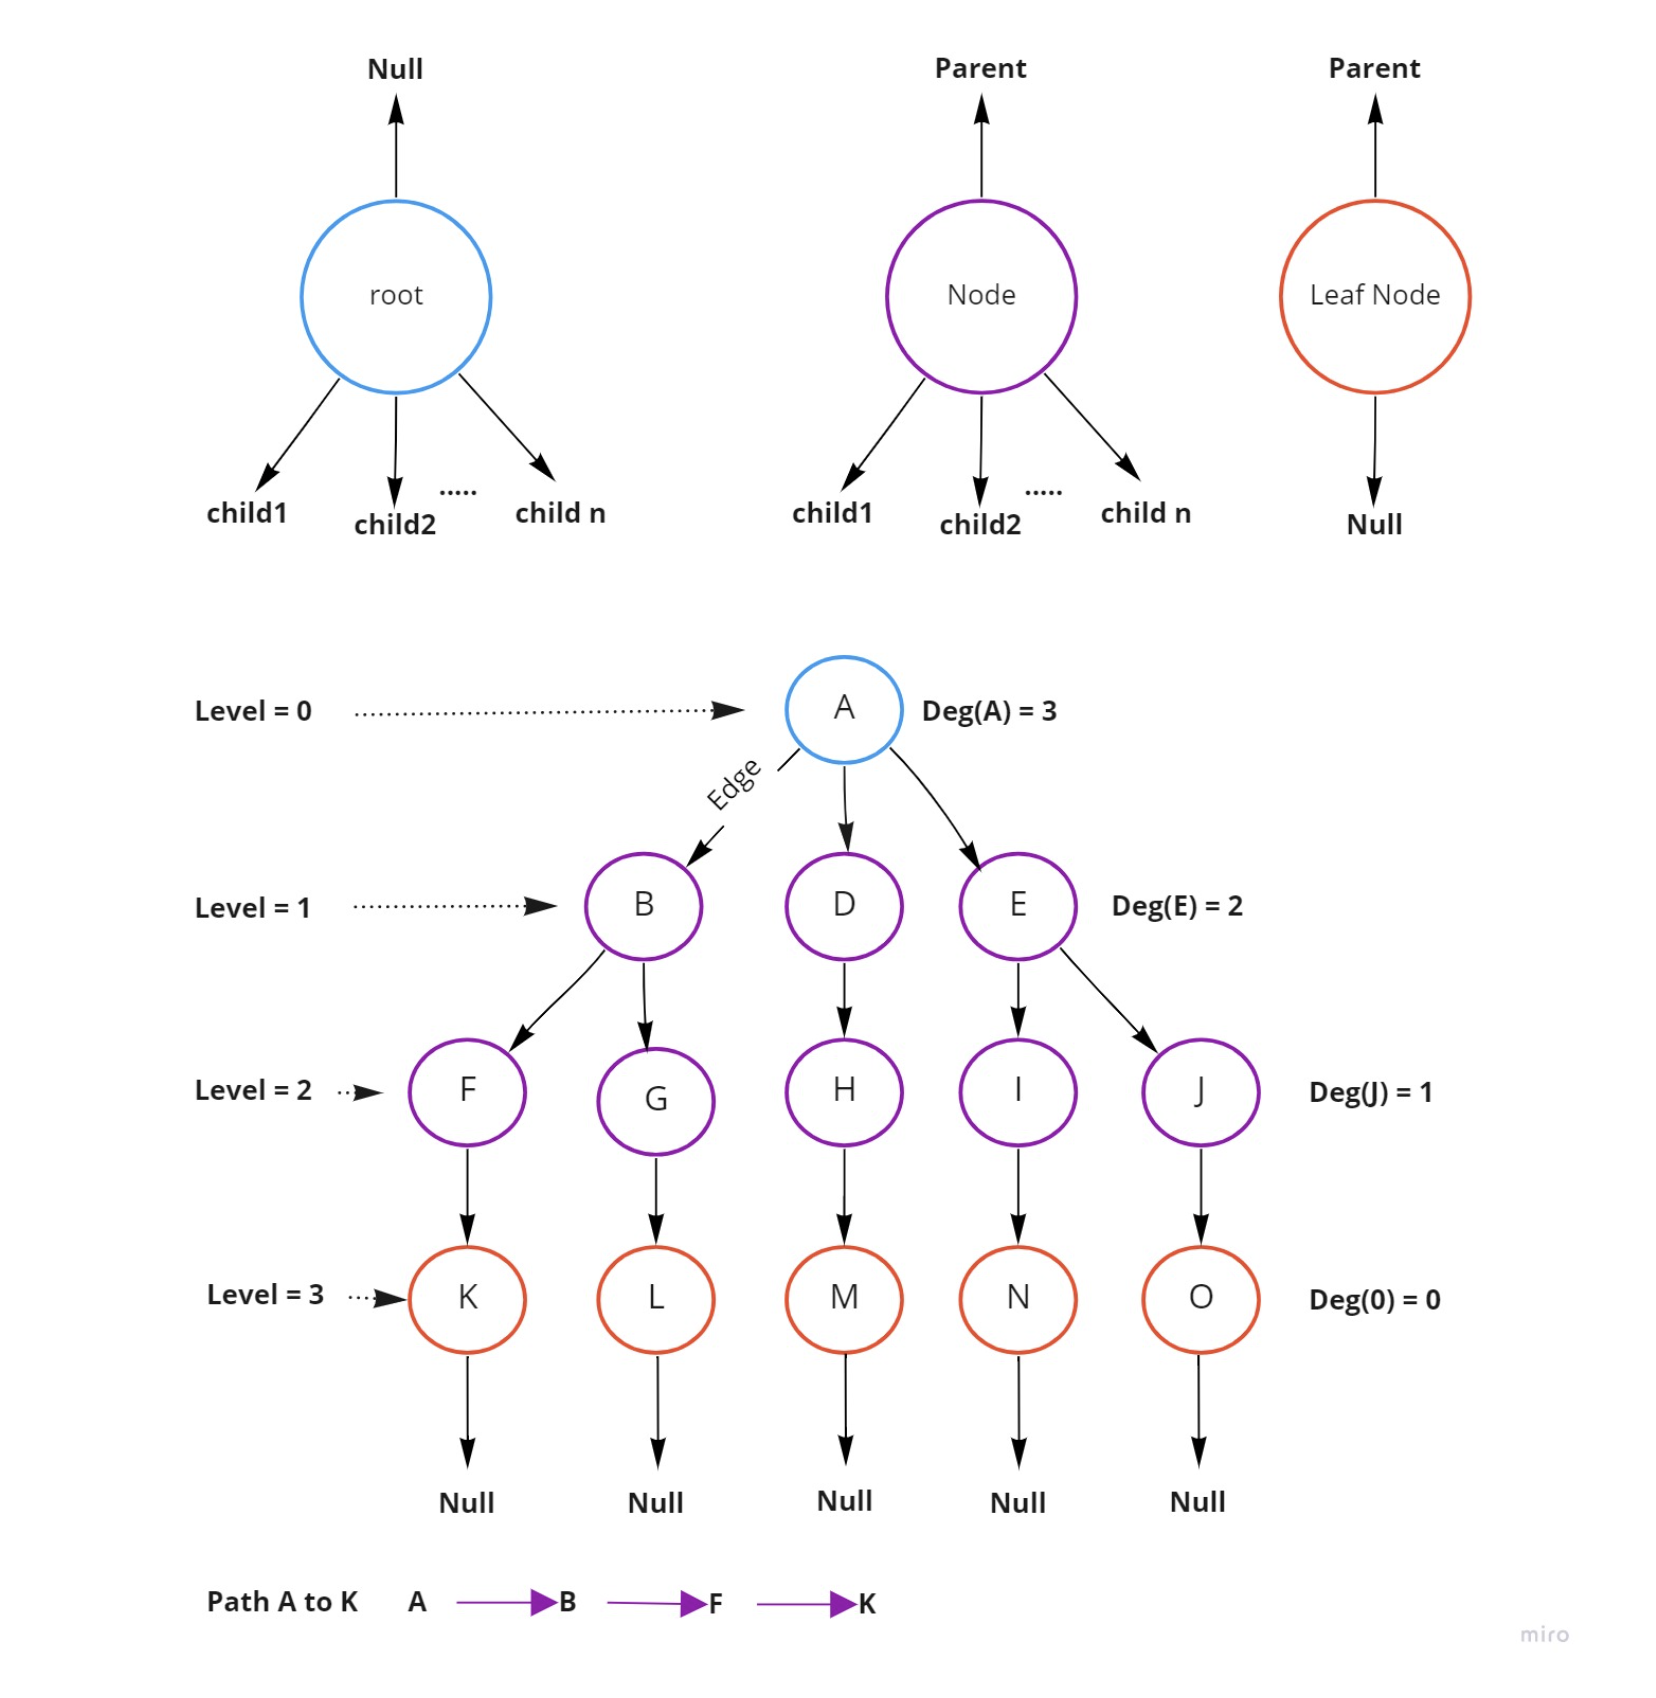 Null Parent Parent
root Node Leaf Node
child1 child2 ..... child n child1 child2 ..... child n Null
Level = 0 A Deg(A) = 3
Edge
Level = 1 B D E Deg(E) = 2
Level = 2 F G H I J Deg(J) = 1
Level = 3 K L M N O Deg(0) = 0
Null Null Null Null Null
Path A to K A B F K
miro